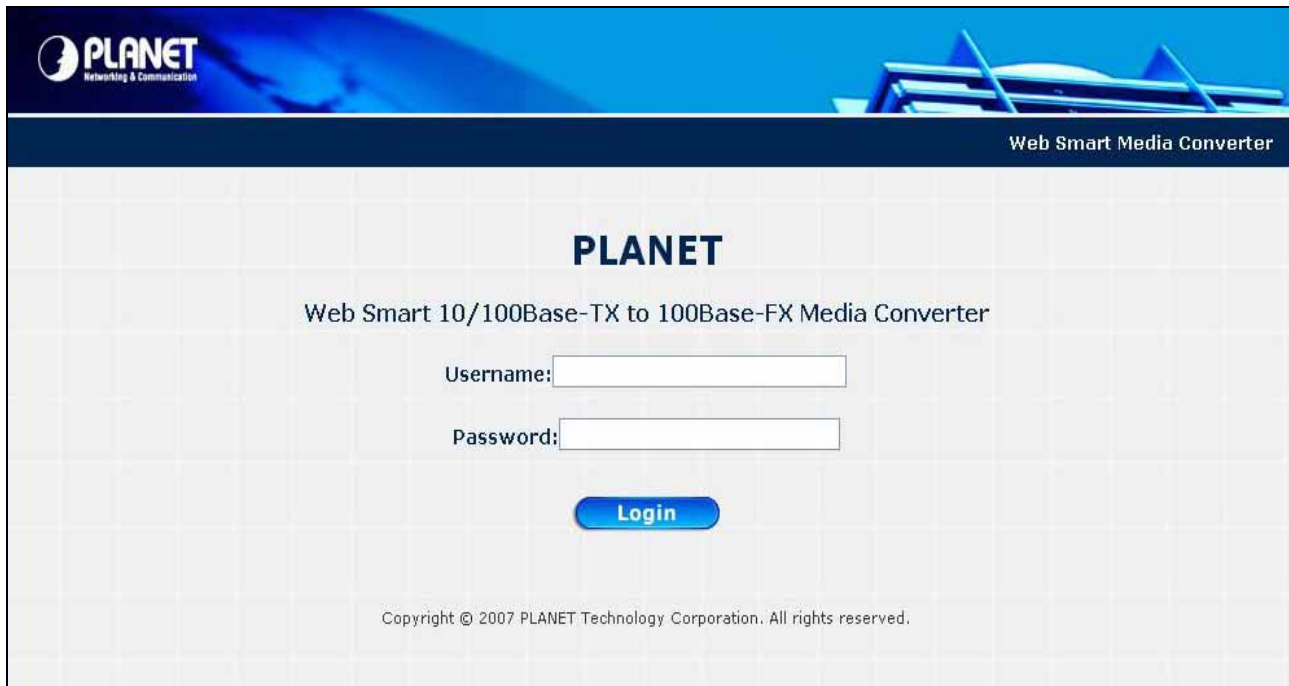 PLANET
Networking & Communication
Web Smart Media Converter
PLANET
Web Smart 10/100Base-TX to 100Base-FX Media Converter
Username:
Password:
Login
Copyright © 2007 PLANET Technology Corporation. All rights reserved.